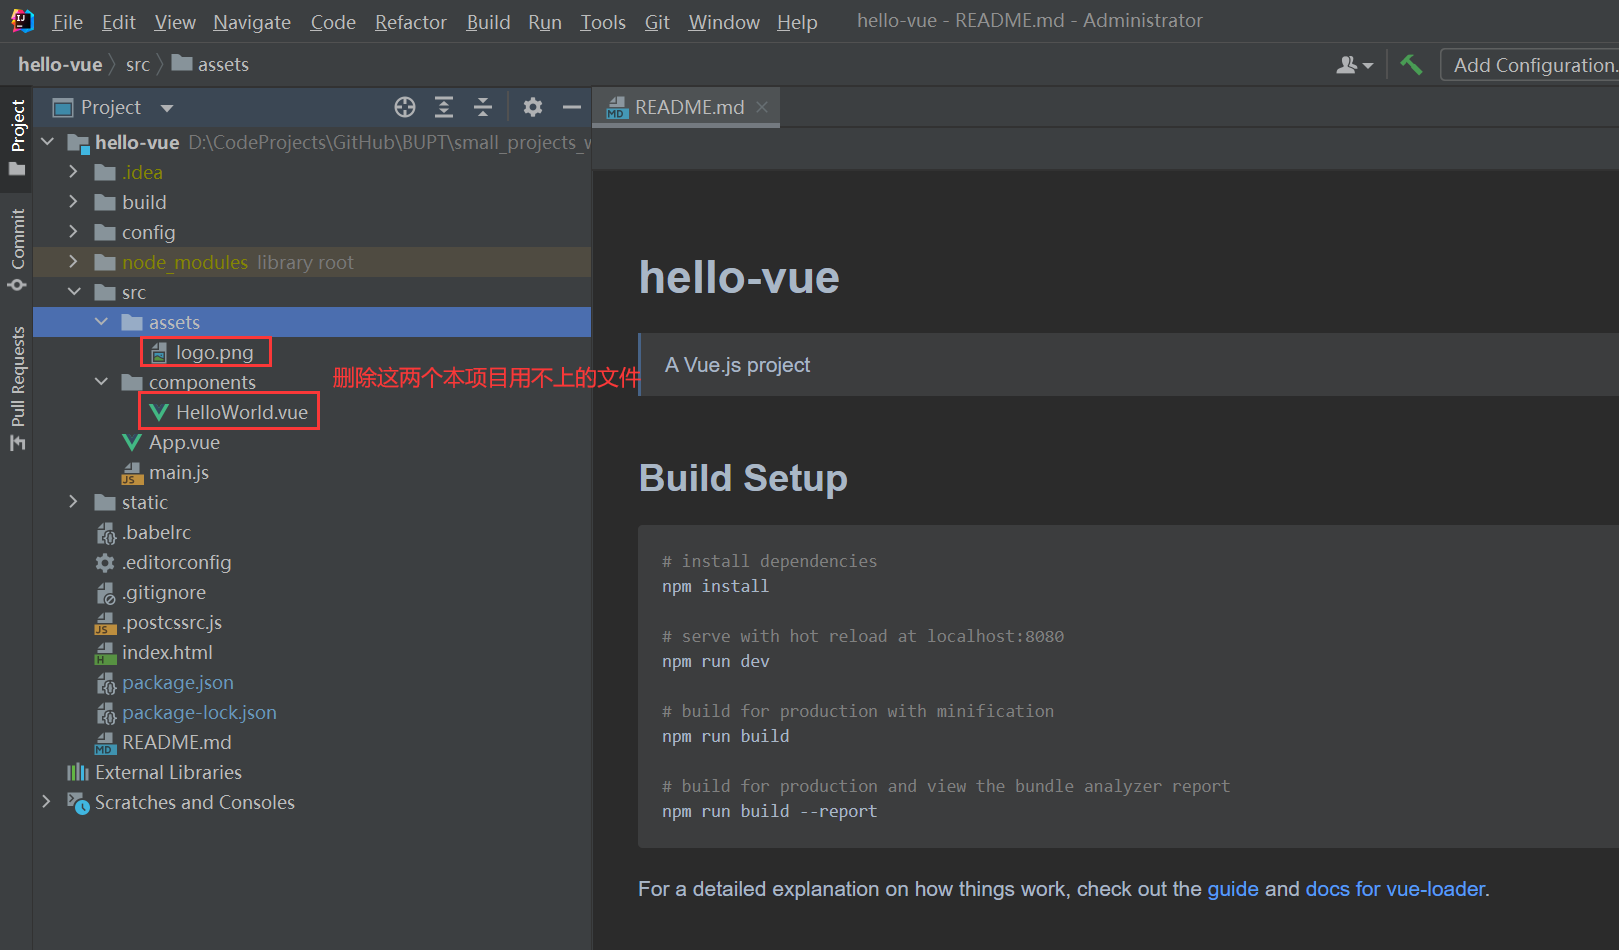 File Edit View Navigate Code Refactor Build Run Tools Git Window Help hello-vue - README.md - Administrator
hello-vue src assets
Add Configuration.
Project
README.md
hello-vue D:\CodeProjects\GitHub\BUPT\small_projects_w
.idea
build
config
node_modules library root
src
assets
logo.png
components
删除这两个本项目用不上的文件
HelloWorld.vue
App.vue
main.js
static
.babelrc
.editorconfig
.gitignore
.postcssrc.js
index.html
package.json
package-lock.json
README.md
External Libraries
Scratches and Consoles
Project
Commit
Pull Requests
hello-vue
A Vue.js project
Build Setup
# install dependencies
npm install
# serve with hot reload at localhost:8080
npm run dev
# build for production with minification
npm run build
# build for production and view the bundle analyzer report
npm run build --report
For a detailed explanation on how things work, check out the guide and docs for vue-loader.